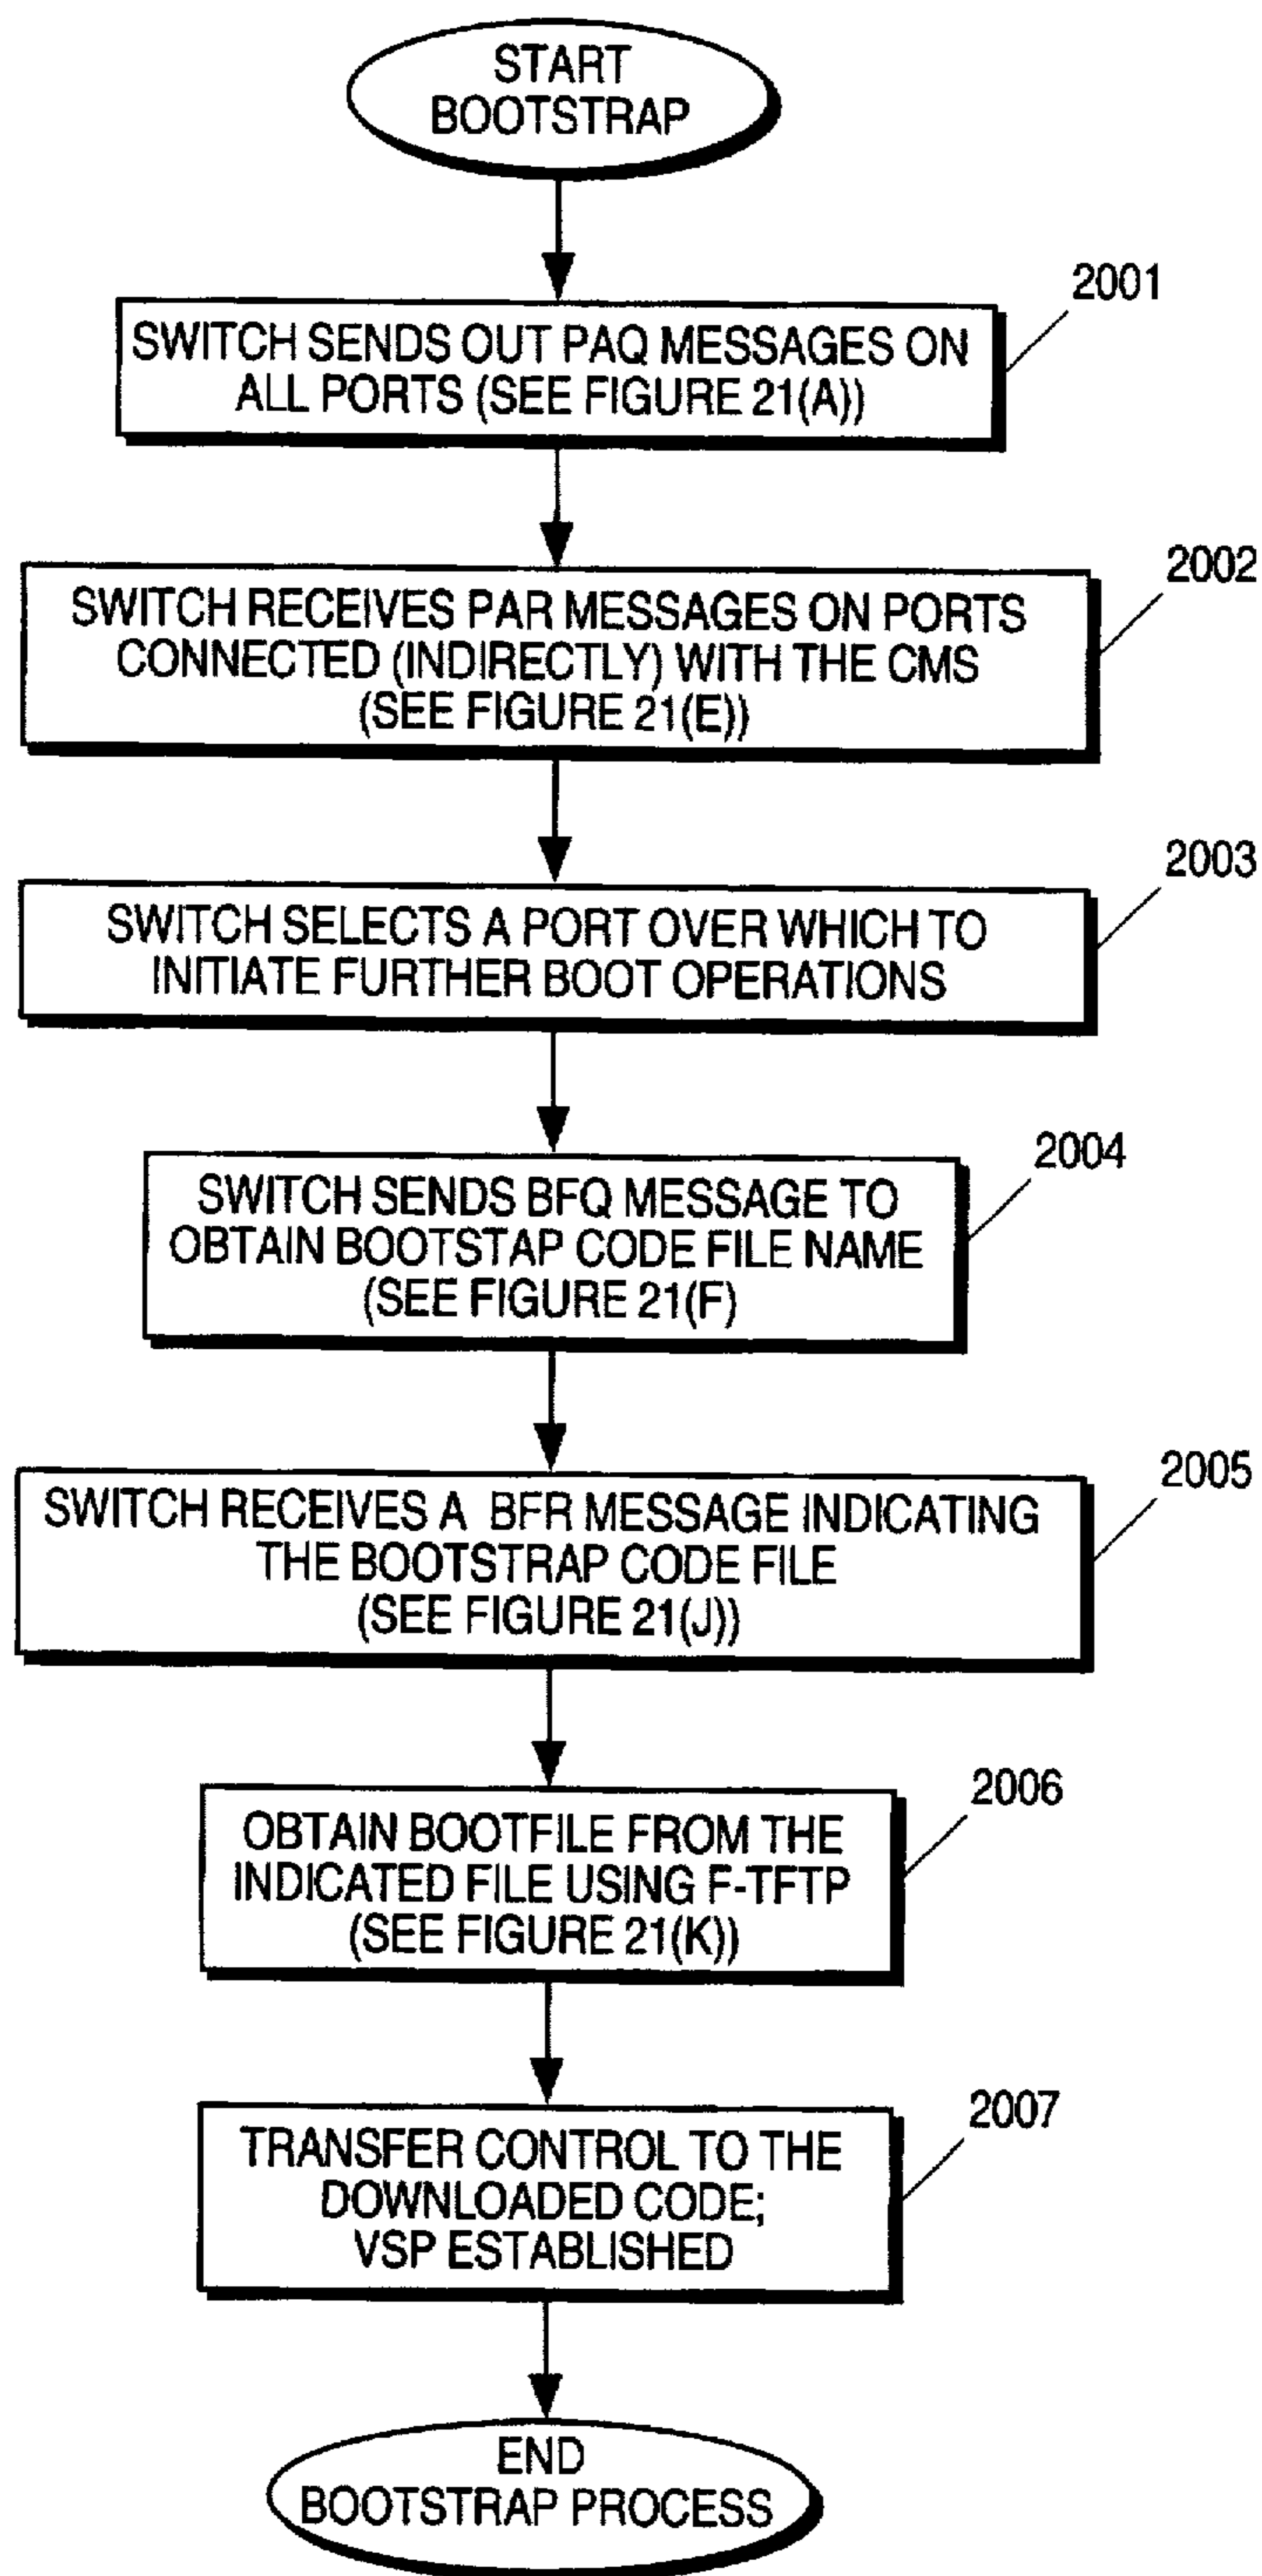 START
BOOTSTRAP
2001
SWITCH SENDS OUT PAQ MESSAGES ON
ALL PORTS (SEE FIGURE 21(A))
2002
SWITCH RECEIVES PAR MESSAGES ON PORTS
CONNECTED (INDIRECTLY) WITH THE CMS
(SEE FIGURE 21(E))
2003
SWITCH SELECTS A PORT OVER WHICH TO
INITIATE FURTHER BOOT OPERATIONS
2004
SWITCH SENDS BFQ MESSAGE TO
OBTAIN BOOTSTAP CODE FILE NAME
(SEE FIGURE 21(F)
2005
SWITCH RECEIVES A BFR MESSAGE INDICATING
THE BOOTSTRAP CODE FILE
(SEE FIGURE 21(J))
2006
OBTAIN BOOTFILE FROM THE
INDICATED FILE USING F-TFTP
(SEE FIGURE 21(K))
2007
TRANSFER CONTROL TO THE
DOWNLOADED CODE;
VSP ESTABLISHED
END
BOOTSTRAP PROCESS